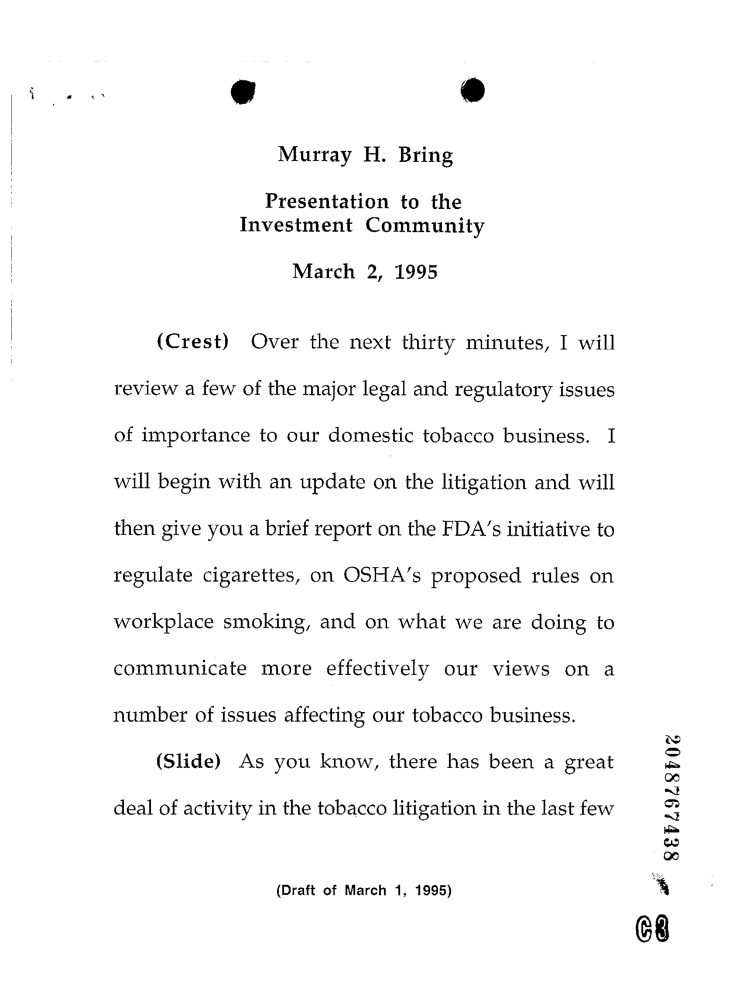 Murray H. Bring
Presentation to the
Investment Community
March 2, 1995
(Crest) Over the next thirty minutes, I will
review a few of the major legal and regulatory issues
of importance to our domestic tobacco business. I
will begin with an update on the litigation and will
then give you a brief report on the FDA's initiative to
regulate cigarettes, on OSHA's proposed rules on
workplace smoking, and on what we are doing to
communicate more effectively our views on a
number of issues affecting our tobacco business.
(Slide) As you know, there has been a great
deal of activity in the tobacco litigation in the last few
2048767438
(Draft of March 1, 1995)